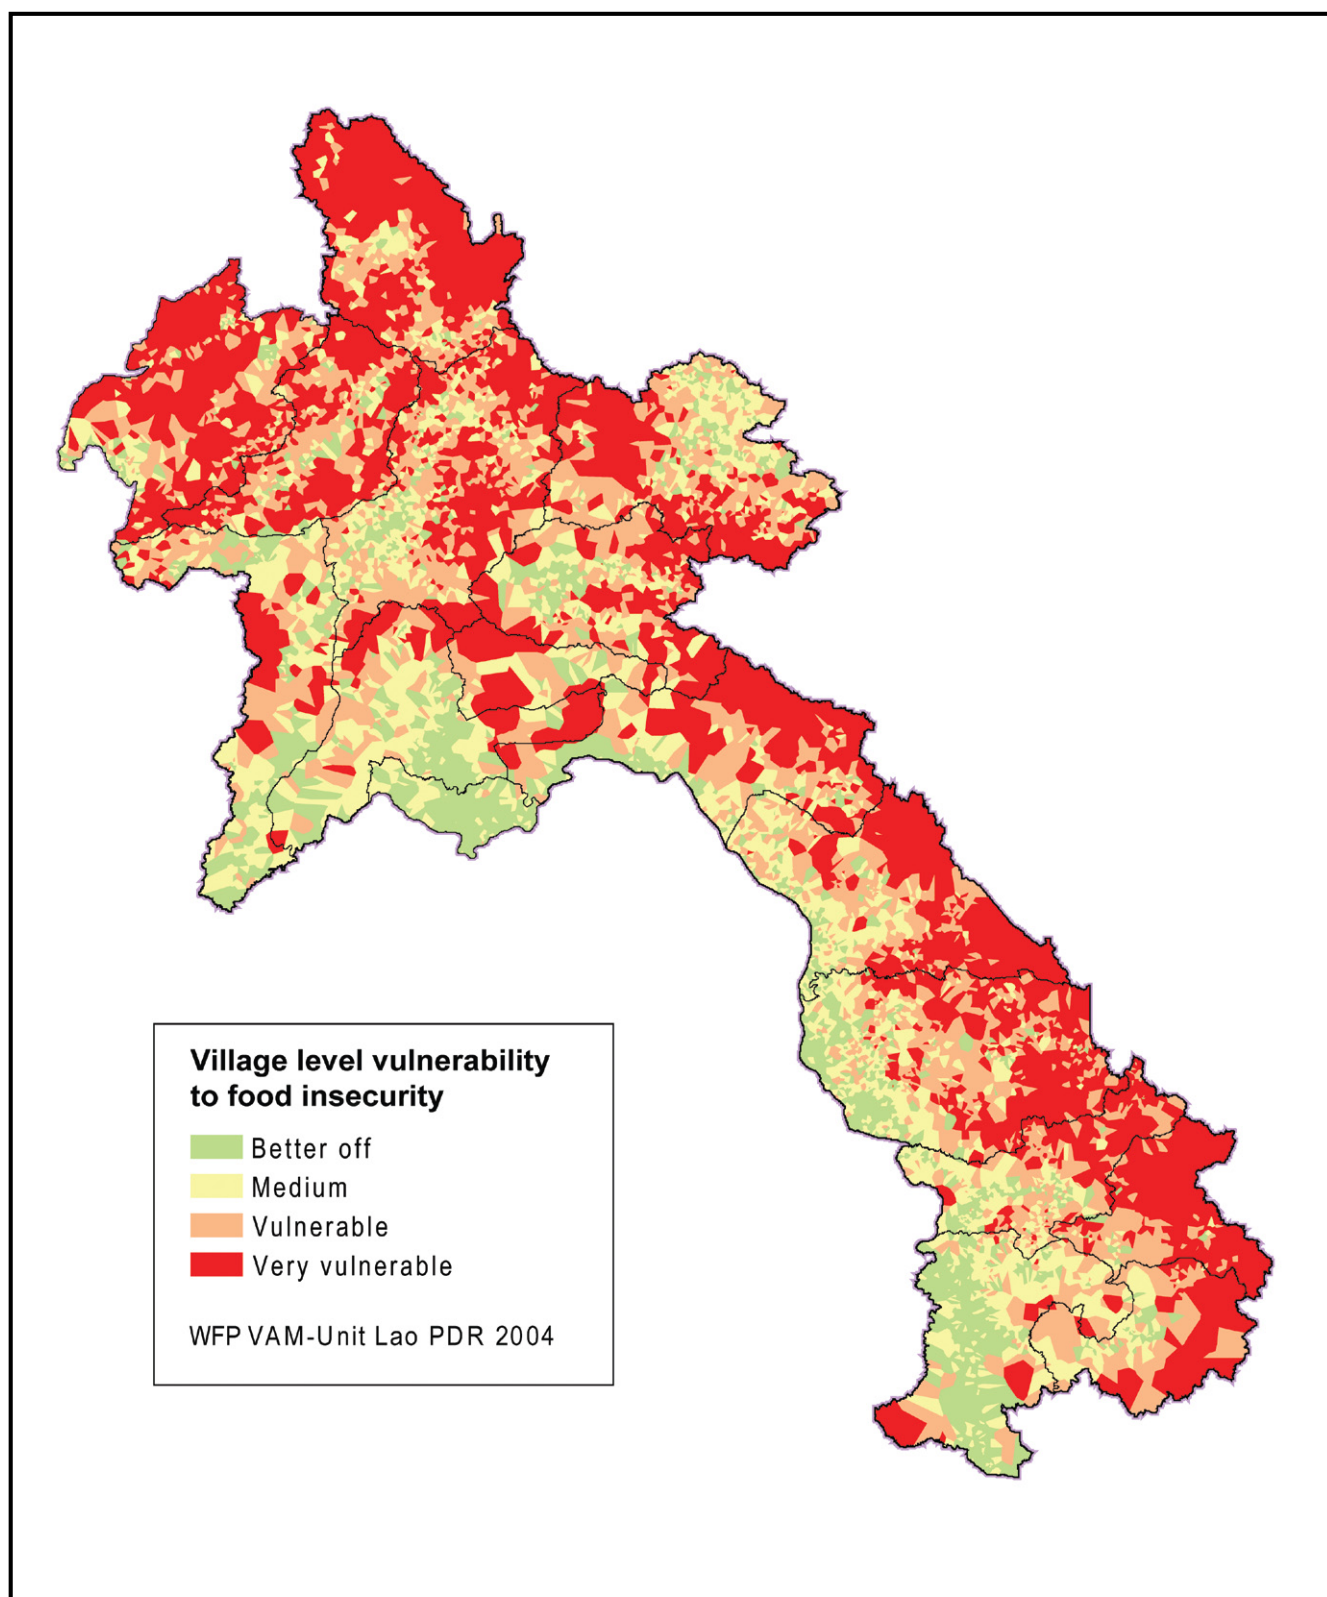 Village level vulnerability
to food insecurity
Better off
Medium
Vulnerable
Very vulnerable
WFP VAM-Unit Lao PDR 2004